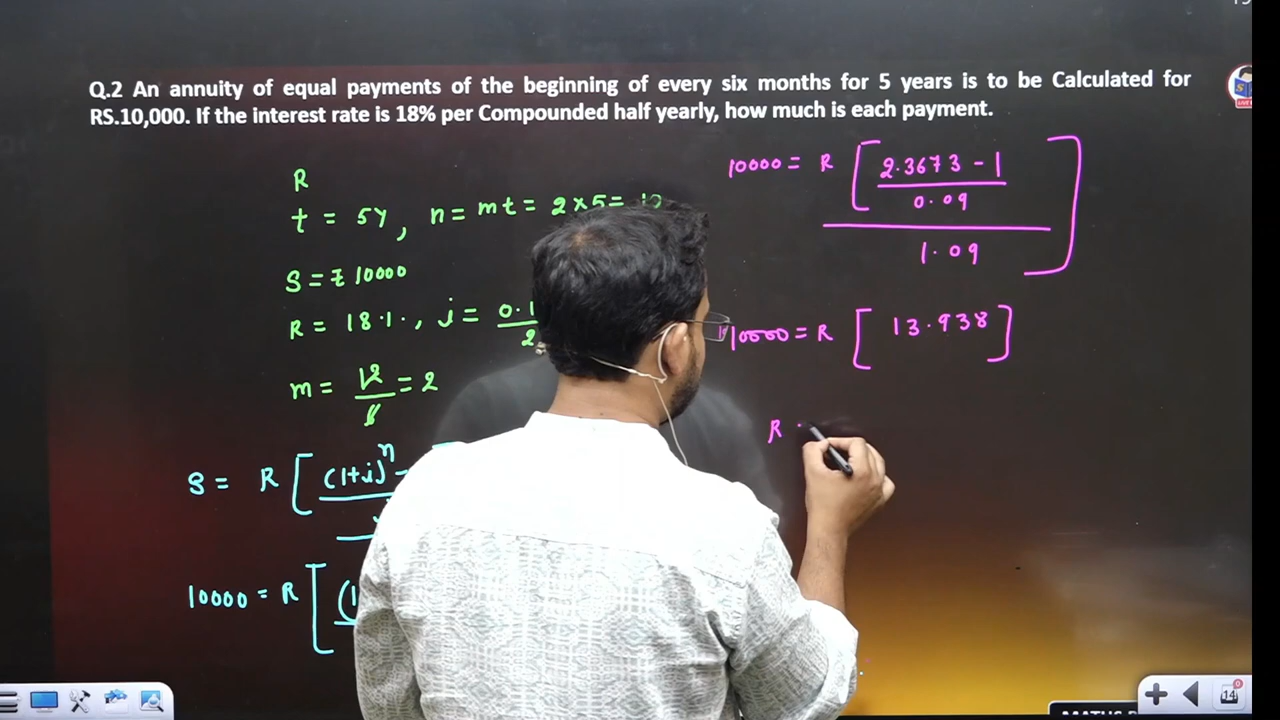 Q.2 An annuity of equal payments of the beginning of every six months for 5 years is to be Calculated for
RS.10,000. If the interest rate is 18% per Compounded half yearly, how much is each payment.
R
t = 5Y, n = mt = 2 × 5 =
S = ₹ 10000
R = 18·1·, i =
m = 12/6 = 2
S = R [ (1+i)^n
10000 = R [
10000 = R [ 2.3673 - 1
0.09
1.09 ]
10000 = R [ 13.938 ]
R
14